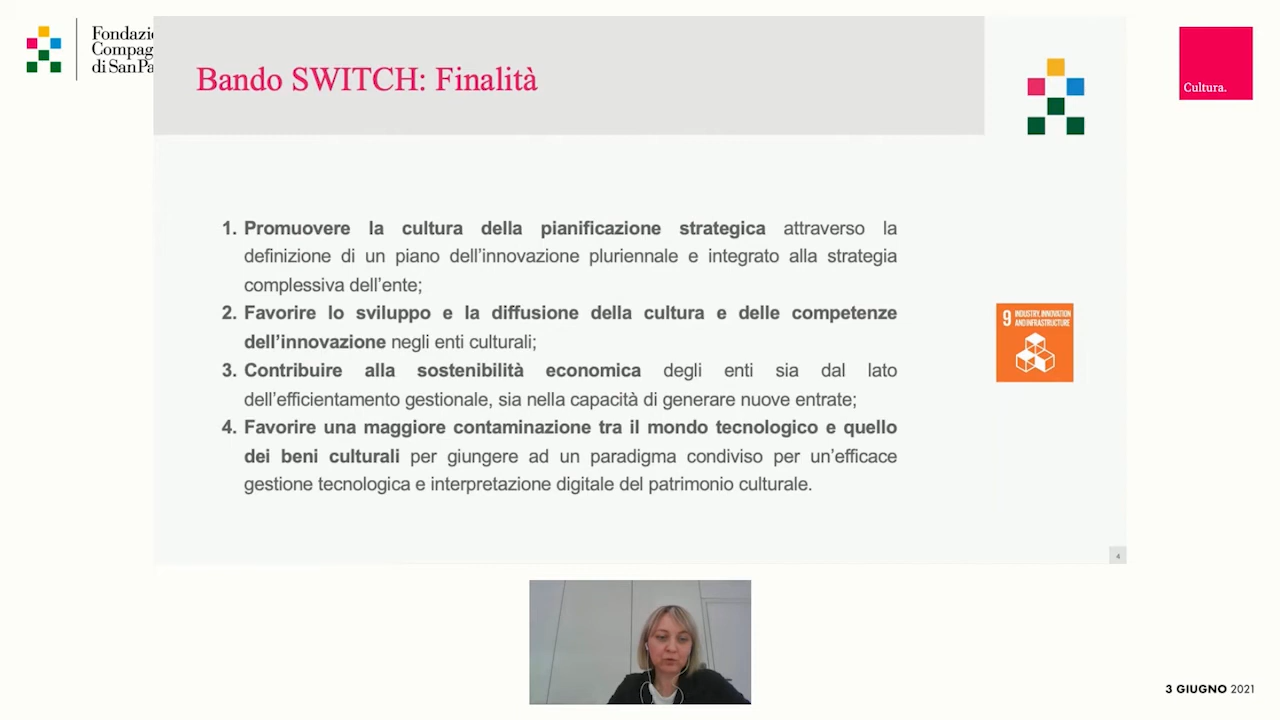 Fondazi
Compag
di SanPa
Bando SWITCH: Finalità
Cultura.
1. Promuovere la cultura della pianificazione strategica attraverso la
definizione di un piano dell'innovazione pluriennale e integrato alla strategia
complessiva dell'ente;
2. Favorire lo sviluppo e la diffusione della cultura e delle competenze
dell'innovazione negli enti culturali;
3. Contribuire alla sostenibilità economica degli enti sia dal lato
dell'efficientamento gestionale, sia nella capacità di generare nuove entrate;
4. Favorire una maggiore contaminazione tra il mondo tecnologico e quello
dei beni culturali per giungere ad un paradigma condiviso per un'efficace
gestione tecnologica e interpretazione digitale del patrimonio culturale.
9 INDUSTRY, INNOVATION
AND INFRASTRUCTURE
4
3 GIUGNO 2021